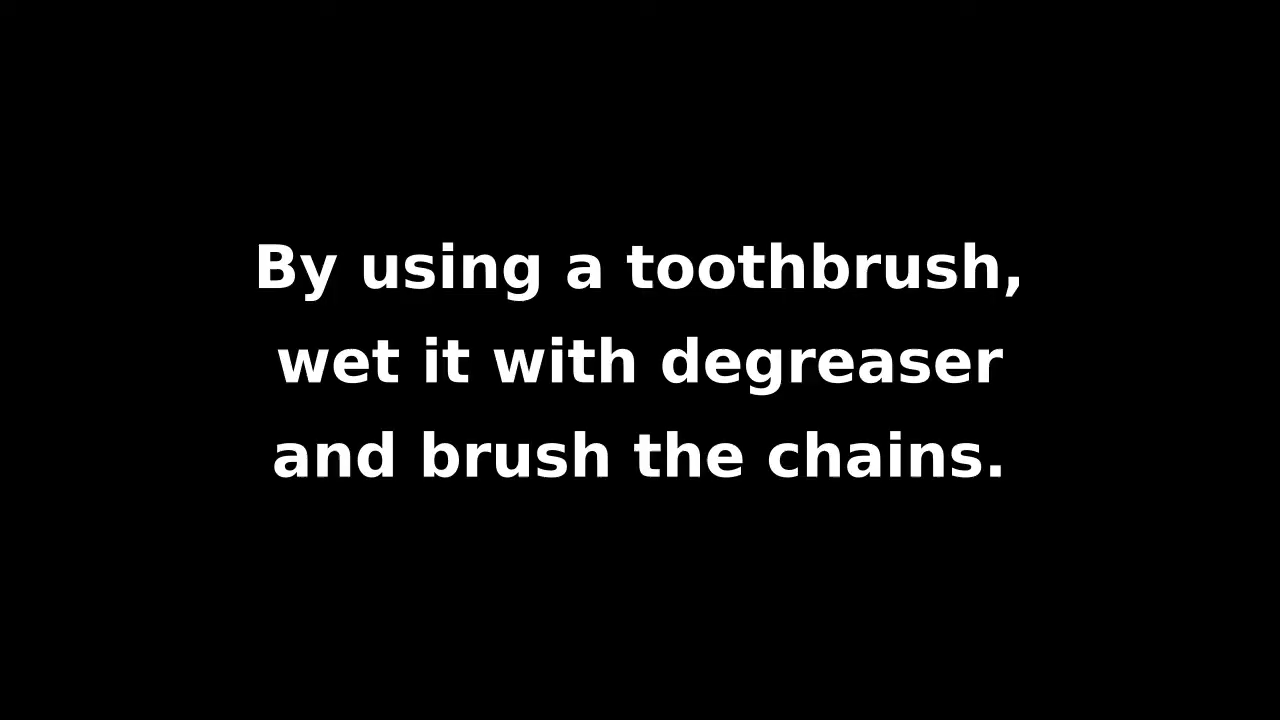 By using a toothbrush,
wet it with degreaser
and brush the chains.